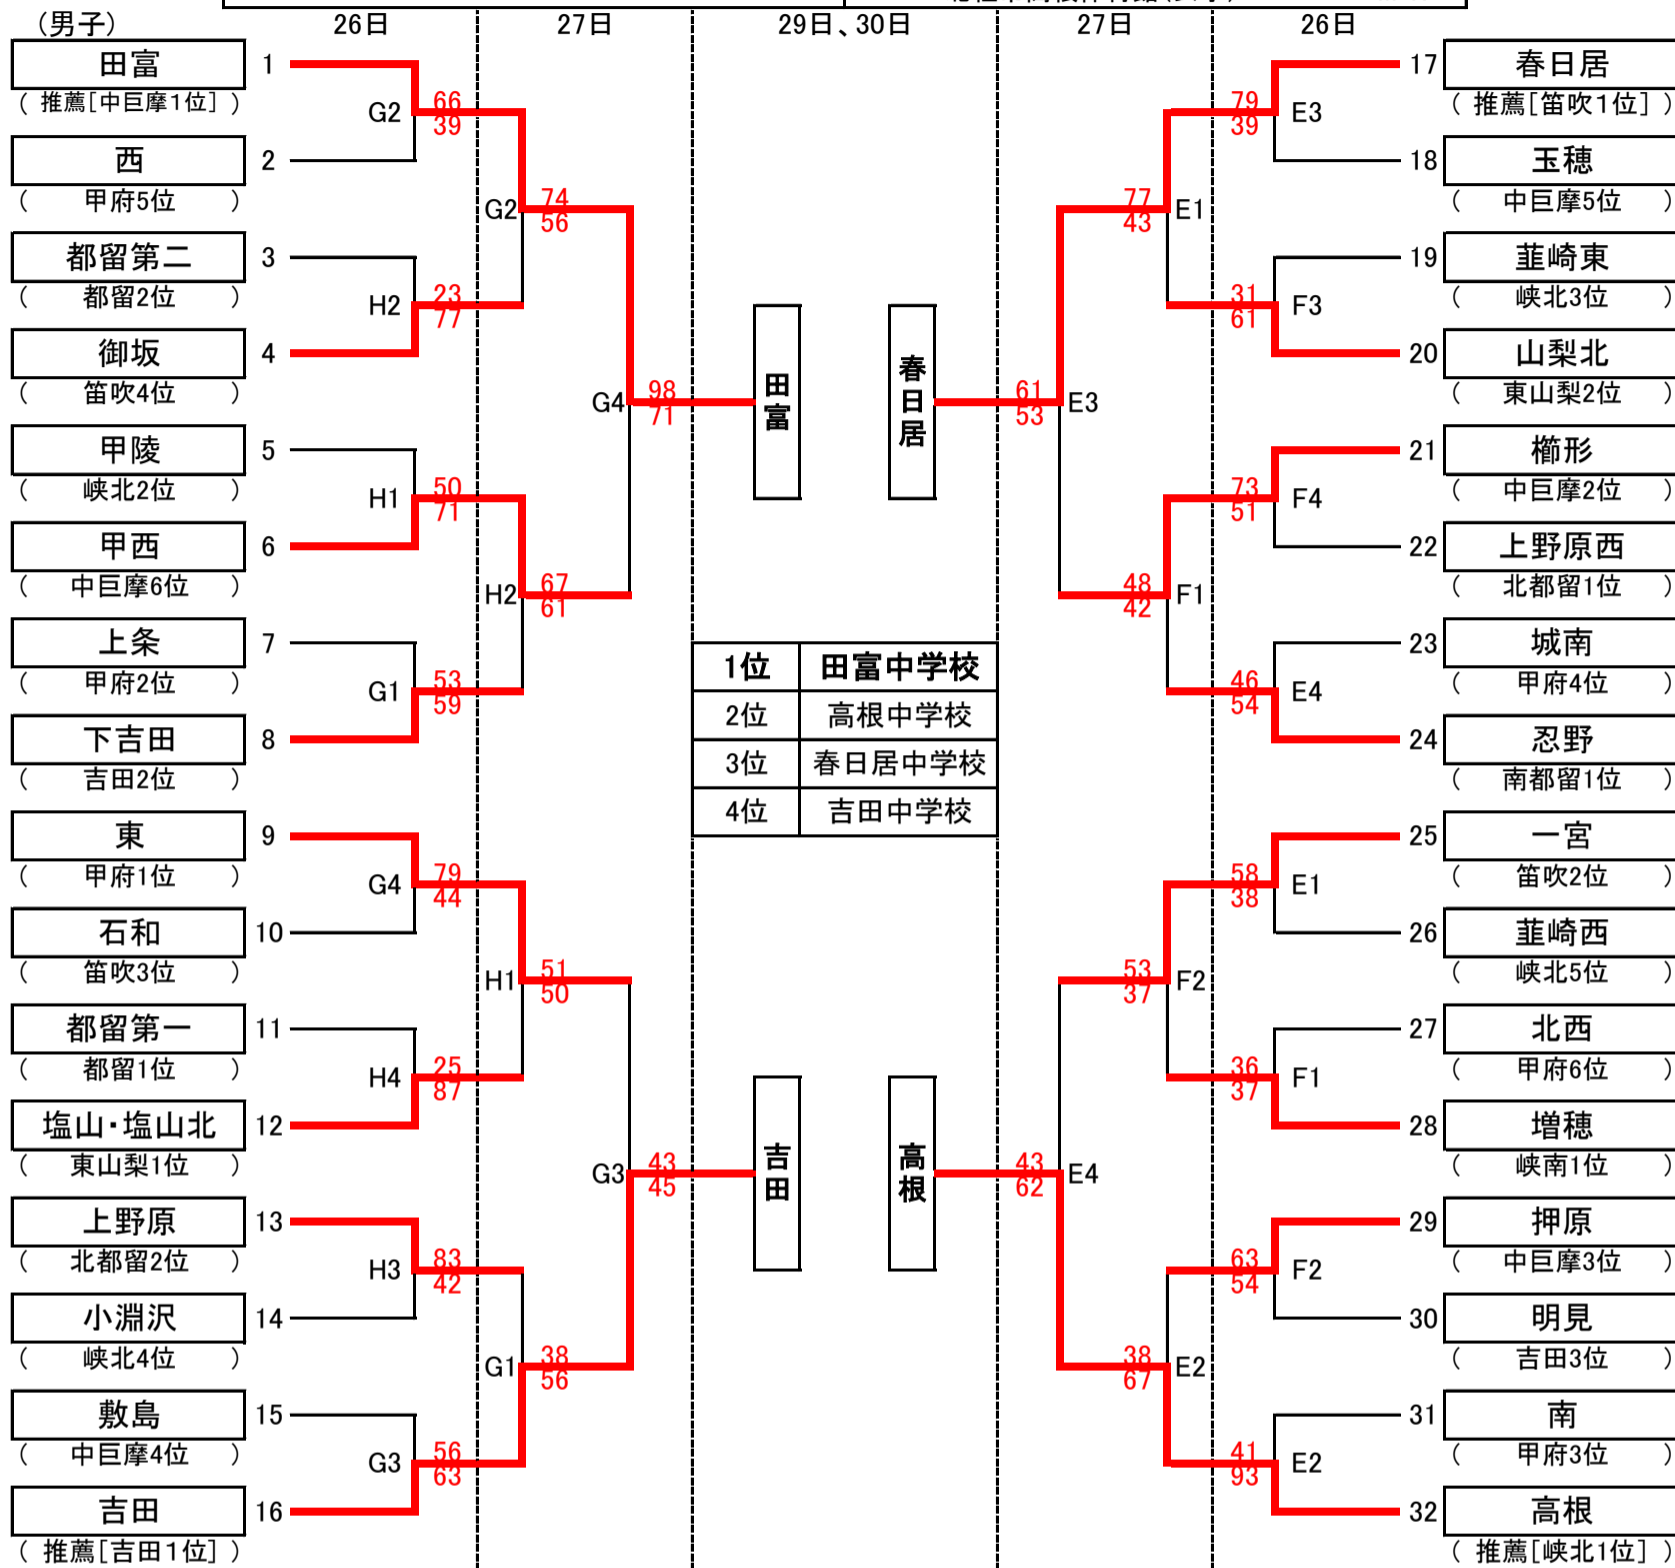 (男子)
26日
27日
29日、30日
27日
26日
田富
1
( 推薦[中巨摩1位] )
G2
66
39
西
2
( 甲府5位 )
G2
74
56
都留第二
3
( 都留2位 )
H2
23
77
御坂
4
( 笛吹4位 )
G4
98
71
甲陵
5
( 峡北2位 )
H1
50
71
甲西
6
( 中巨摩6位 )
H2
67
61
上条
7
( 甲府2位 )
G1
53
59
下吉田
8
( 吉田2位 )
東
9
( 甲府1位 )
G4
79
44
石和
10
( 笛吹3位 )
H1
51
50
都留第一
11
( 都留1位 )
H4
25
87
塩山・塩山北
12
( 東山梨1位 )
G3
43
45
上野原
13
( 北都留2位 )
H3
83
42
小淵沢
14
( 峡北4位 )
G1
38
56
敷島
15
( 中巨摩4位 )
G3
56
63
吉田
16
( 推薦[吉田1位] )
田富
春日居
1位 田富中学校
2位 高根中学校
3位 春日居中学校
4位 吉田中学校
吉田
高根
17
春日居
( 推薦[笛吹1位] )
79
39
E3
18
玉穂
( 中巨摩5位 )
77
43
E1
19
韮崎東
( 峡北3位 )
31
61
F3
20
山梨北
( 東山梨2位 )
61
53
E3
21
櫛形
( 中巨摩2位 )
73
51
F4
22
上野原西
( 北都留1位 )
48
42
F1
23
城南
( 甲府4位 )
46
54
E4
24
忍野
( 南都留1位 )
25
一宮
( 笛吹2位 )
58
38
E1
26
韮崎西
( 峡北5位 )
53
37
F2
27
北西
( 甲府6位 )
36
37
F1
28
増穂
( 峡南1位 )
43
62
E4
29
押原
( 中巨摩3位 )
63
54
F2
30
明見
( 吉田3位 )
38
67
E2
31
南
( 甲府3位 )
41
93
E2
32
高根
( 推薦[峡北1位] )